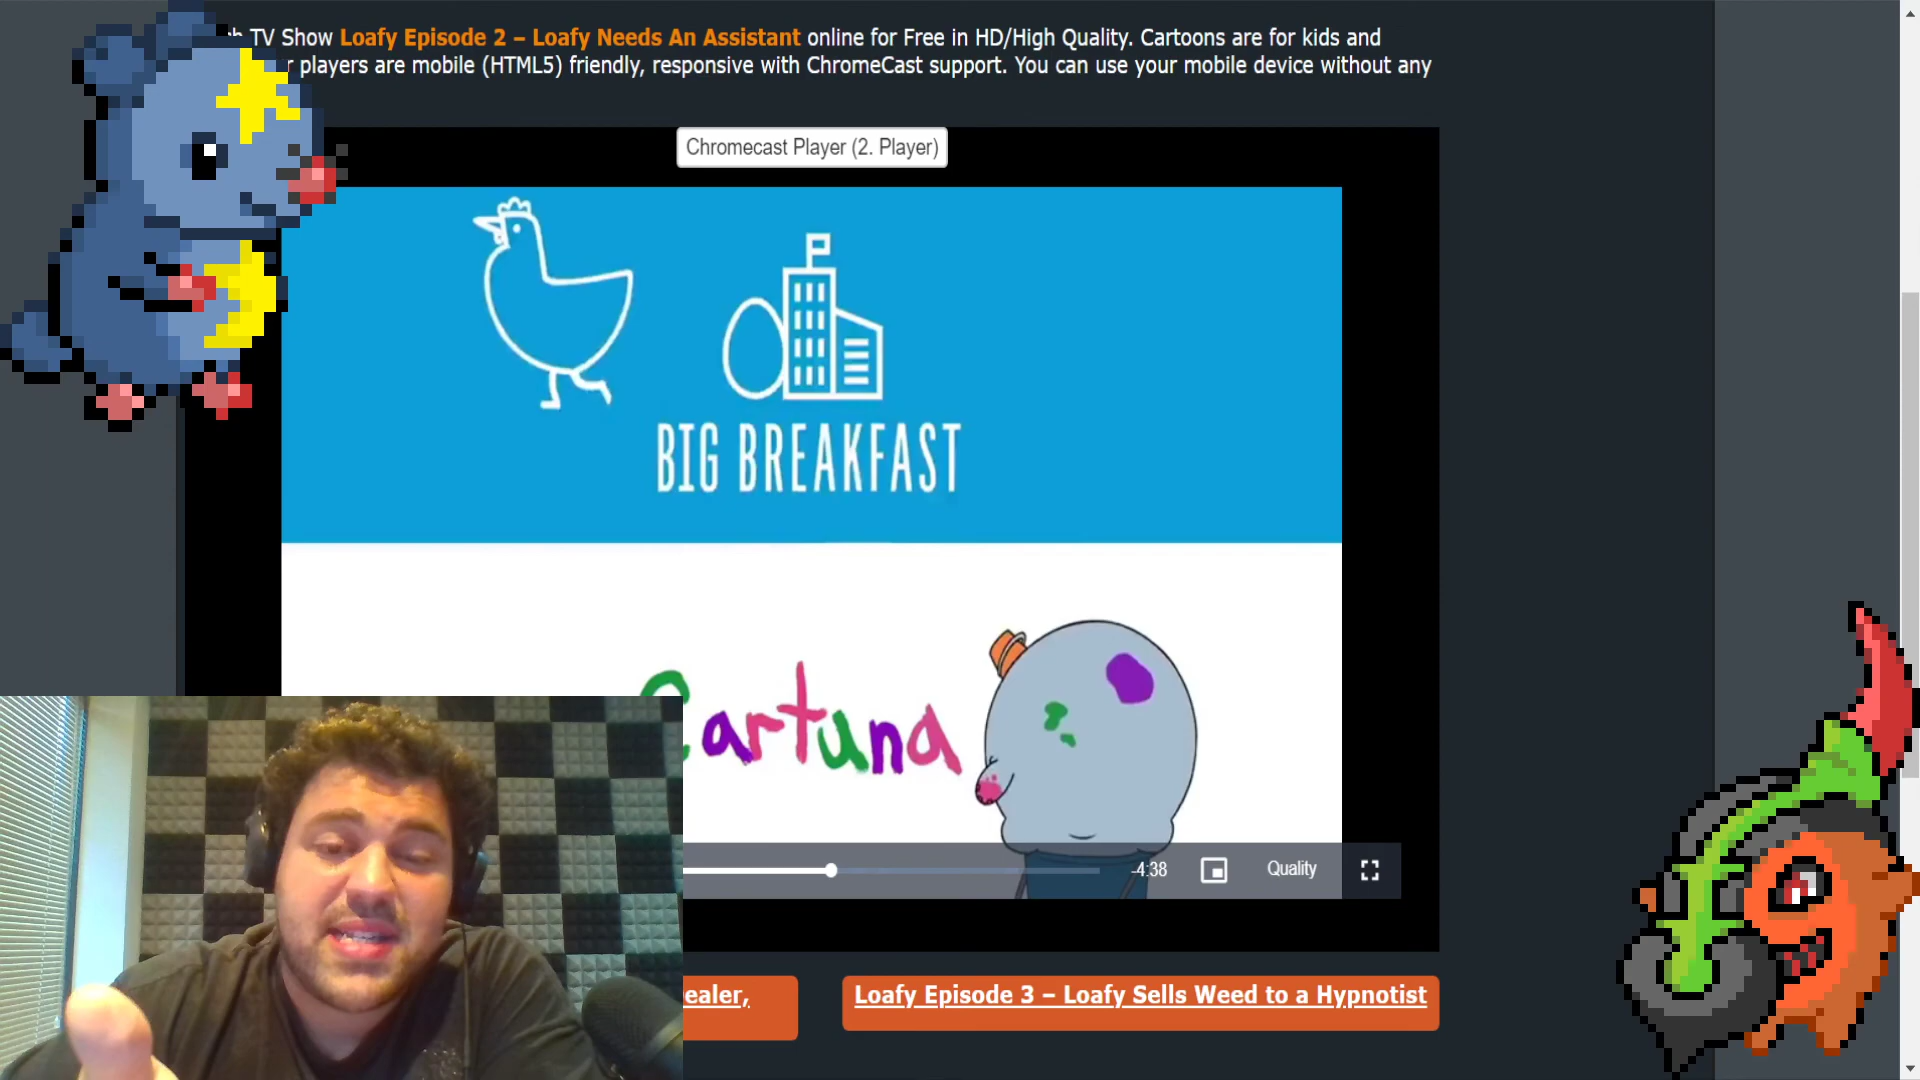 TV Show Loafy Episode 2 – Loafy Needs An Assistant online for Free in HD/High Quality. Cartoons are for kids and
players are mobile (HTML5) friendly, responsive with ChromeCast support. You can use your mobile device without any
Chromecast Player (2. Player)
BIG BREAKFAST
Cartuna
-4:38
Quality
ealer,
Loafy Episode 3 – Loafy Sells Weed to a Hypnotist